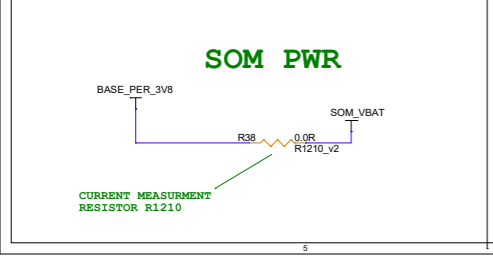 SOM PWR
BASE_PER_3V8
SOM_VBAT
R38
0.0R
R1210_v2
CURRENT MEASURMENT
RESISTOR R1210
5